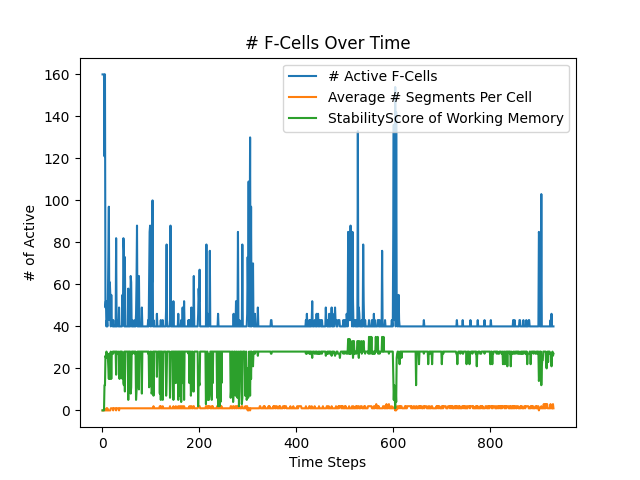 # F-Cells Over Time
# Active F-Cells
Average # Segments Per Cell
StabilityScore of Working Memory
160
140
120
100
80
60
40
20
0
# of Active
0 200 400 600 800
Time Steps